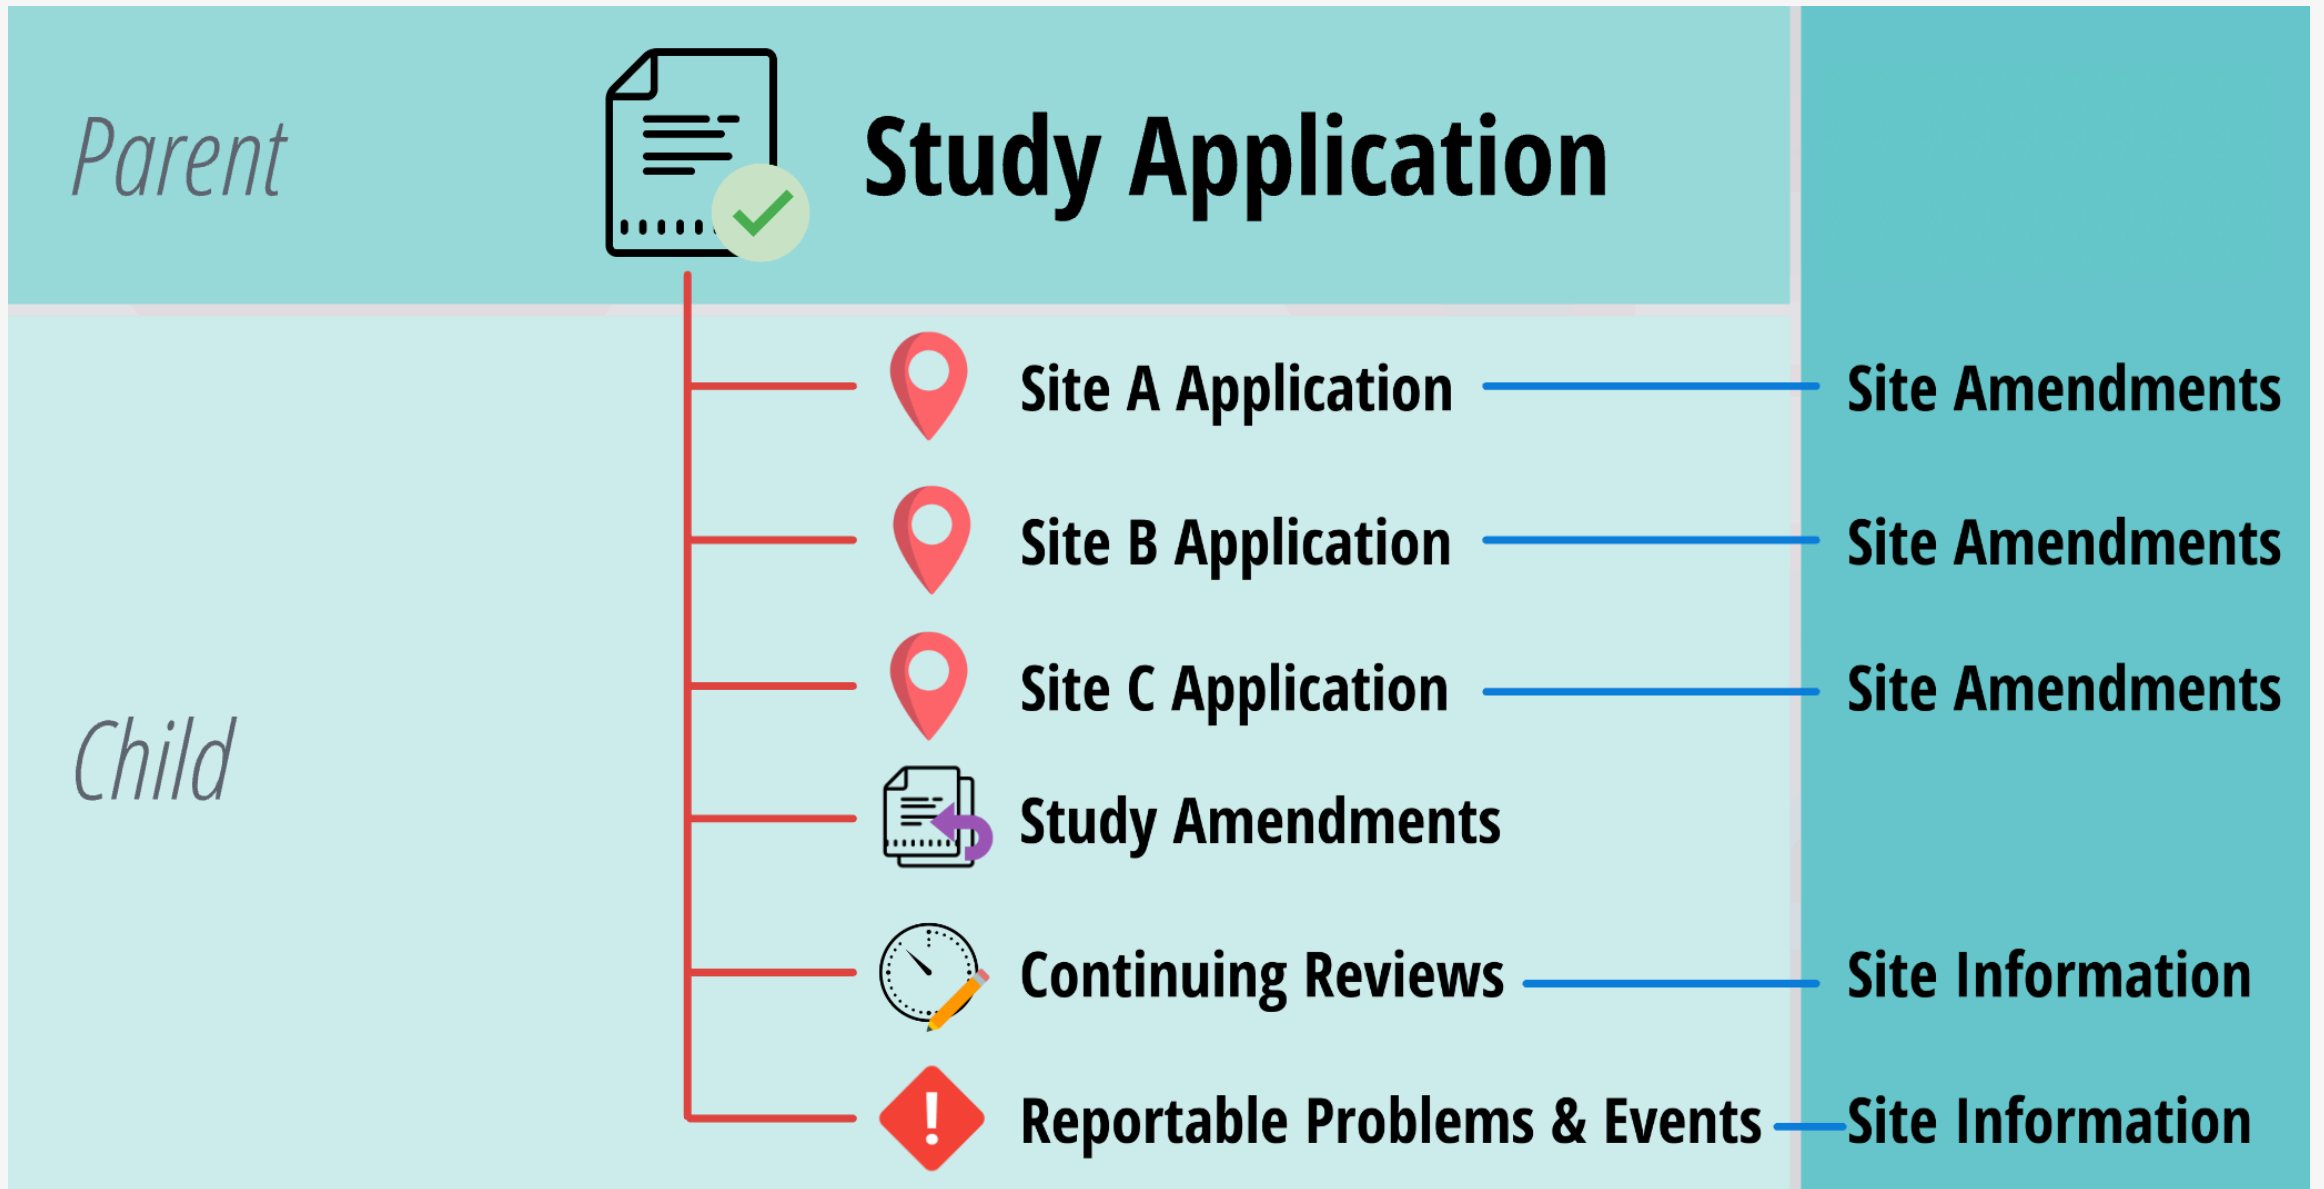 Parent
Study Application
Site A Application
Site Amendments
Site B Application
Site Amendments
Site C Application
Site Amendments
Child
Study Amendments
Continuing Reviews
Site Information
Reportable Problems & Events
Site Information